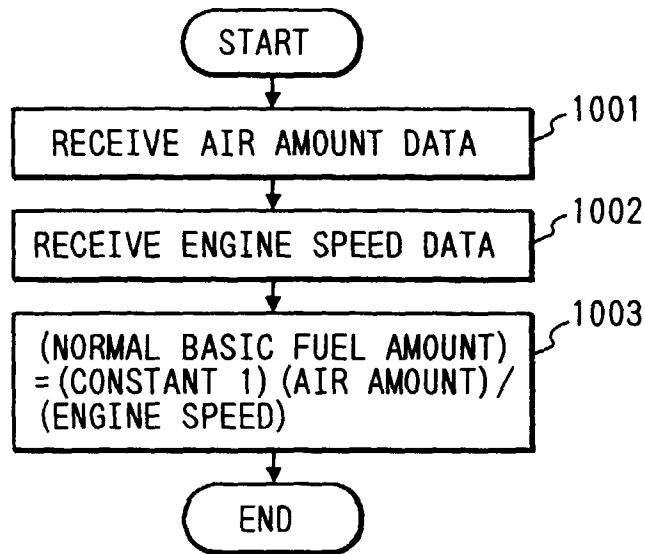 START
RECEIVE AIR AMOUNT DATA
1001
RECEIVE ENGINE SPEED DATA
1002
(NORMAL BASIC FUEL AMOUNT)
=(CONSTANT 1)(AIR AMOUNT)/
(ENGINE SPEED)
1003
END